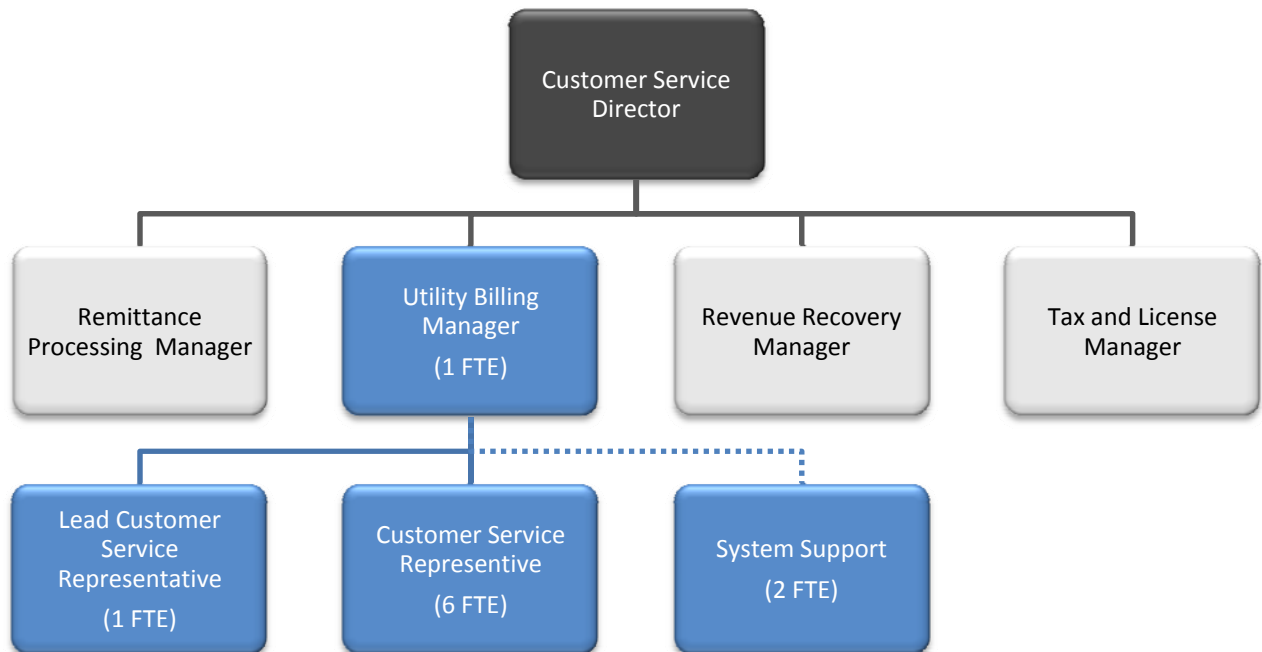 Customer Service
Director
Remittance
Processing Manager
Utility Billing
Manager
(1 FTE)
Revenue Recovery
Manager
Tax and License
Manager
Lead Customer
Service
Representative
(1 FTE)
Customer Service
Representive
(6 FTE)
System Support
(2 FTE)